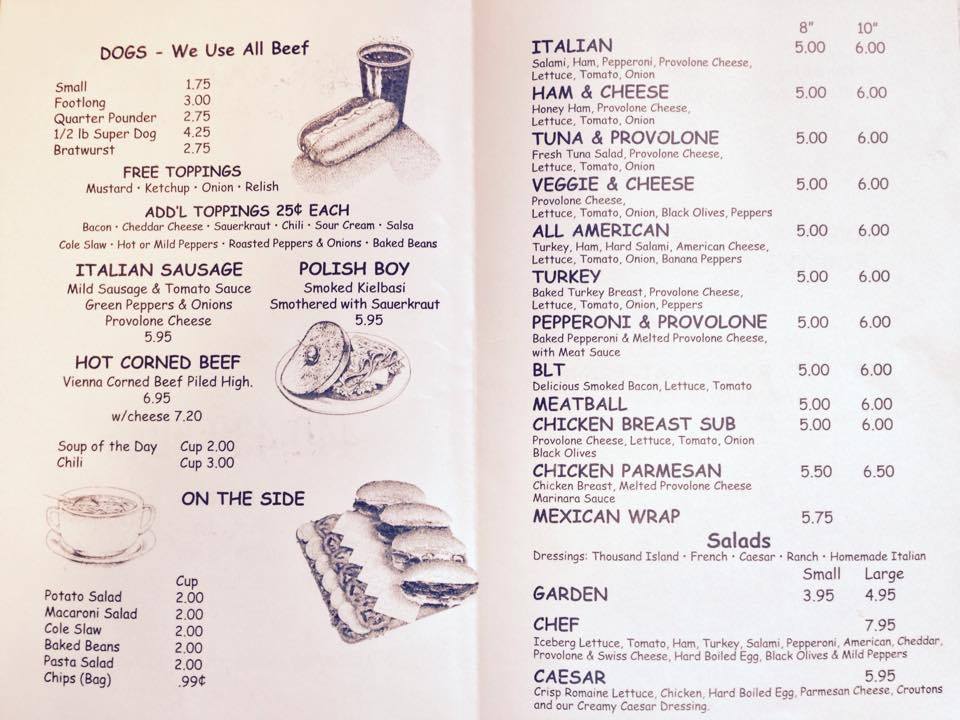 DOGS - We Use All Beef
Small 1.75
Footlong 3.00
Quarter Pounder 2.75
1/2 lb Super Dog 4.25
Bratwurst 2.75
FREE TOPPINGS
Mustard • Ketchup • Onion • Relish
ADD'L TOPPINGS 25¢ EACH
Bacon • Cheddar Cheese • Sauerkraut • Chili • Sour Cream • Salsa
Cole Slaw • Hot or Mild Peppers • Roasted Peppers & Onions • Baked Beans
ITALIAN SAUSAGE
Mild Sausage & Tomato Sauce
Green Peppers & Onions
Provolone Cheese
5.95
POLISH BOY
Smoked Kielbasi
Smothered with Sauerkraut
5.95
HOT CORNED BEEF
Vienna Corned Beef Piled High.
6.95
w/cheese 7.20
Soup of the Day Cup 2.00
Chili Cup 3.00
ON THE SIDE
Cup
Potato Salad 2.00
Macaroni Salad 2.00
Cole Slaw 2.00
Baked Beans 2.00
Pasta Salad 2.00
Chips (Bag) .99¢
8" 10"
ITALIAN 5.00 6.00
Salami, Ham, Pepperoni, Provolone Cheese,
Lettuce, Tomato, Onion
HAM & CHEESE 5.00 6.00
Honey Ham, Provolone Cheese,
Lettuce, Tomato, Onion
TUNA & PROVOLONE 5.00 6.00
Fresh Tuna Salad, Provolone Cheese,
Lettuce, Tomato, Onion
VEGGIE & CHEESE 5.00 6.00
Provolone Cheese,
Lettuce, Tomato, Onion, Black Olives, Peppers
ALL AMERICAN 5.00 6.00
Turkey, Ham, Hard Salami, American Cheese,
Lettuce, Tomato, Onion, Banana Peppers
TURKEY 5.00 6.00
Baked Turkey Breast, Provolone Cheese,
Lettuce, Tomato, Onion, Peppers
PEPPERONI & PROVOLONE 5.00 6.00
Baked Pepperoni & Melted Provolone Cheese,
with Meat Sauce
BLT 5.00 6.00
Delicious Smoked Bacon, Lettuce, Tomato
MEATBALL 5.00 6.00
CHICKEN BREAST SUB 5.00 6.00
Provolone Cheese, Lettuce, Tomato, Onion
Black Olives
CHICKEN PARMESAN 5.50 6.50
Chicken Breast, Melted Provolone Cheese
Marinara Sauce
MEXICAN WRAP 5.75
Salads
Dressings: Thousand Island • French • Caesar • Ranch • Homemade Italian
Small Large
GARDEN 3.95 4.95
CHEF 7.95
Iceberg Lettuce, Tomato, Ham, Turkey, Salami, Pepperoni, American, Cheddar,
Provolone & Swiss Cheese, Hard Boiled Egg, Black Olives & Mild Peppers
CAESAR 5.95
Crisp Romaine Lettuce, Chicken, Hard Boiled Egg, Parmesan Cheese, Croutons
and our Creamy Caesar Dressing.